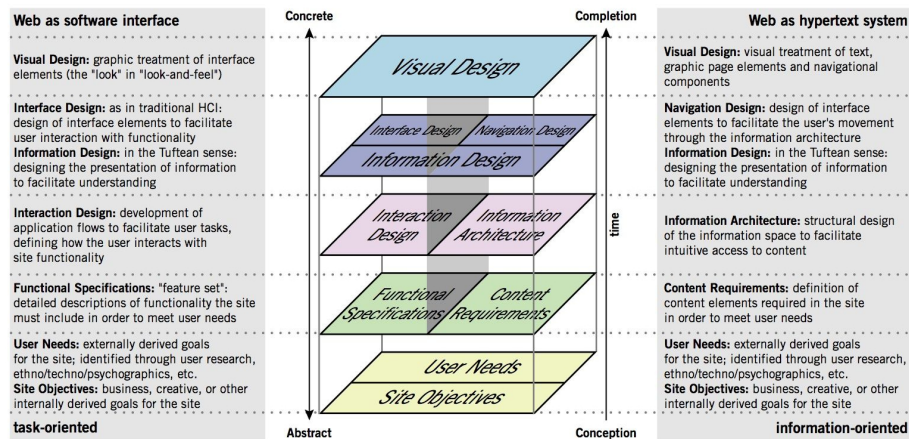 Web as software interface
Visual Design: graphic treatment of interface
elements (the "look" in "look-and-feel")
Interface Design: as in traditional HCI:
design of interface elements to facilitate
user interaction with functionality
Information Design: in the Tuftean sense:
designing the presentation of information
to facilitate understanding
Interaction Design: development of
application flows to facilitate user tasks,
defining how the user interacts with
site functionality
Functional Specifications: "feature set":
detailed descriptions of functionality the site
must include in order to meet user needs
User Needs: externally derived goals
for the site; identified through user research,
ethno/techno/psychographics, etc.
Site Objectives: business, creative, or other
internally derived goals for the site
task-oriented
Concrete
Completion
Visual Design
Interface Design
Navigation Design
Information Design
Interaction
Design
Information
Architecture
Functional
Specifications
Content
Requirements
User Needs
Site Objectives
time
Abstract
Conception
Web as hypertext system
Visual Design: visual treatment of text,
graphic page elements and navigational
components
Navigation Design: design of interface
elements to facilitate the user's movement
through the information architecture
Information Design: in the Tuftean sense:
designing the presentation of information
to facilitate understanding
Information Architecture: structural design
of the information space to facilitate
intuitive access to content
Content Requirements: definition of
content elements required in the site
in order to meet user needs
User Needs: externally derived goals
for the site; identified through user research,
ethno/techno/psychographics, etc.
Site Objectives: business, creative, or other
internally derived goals for the site
information-oriented